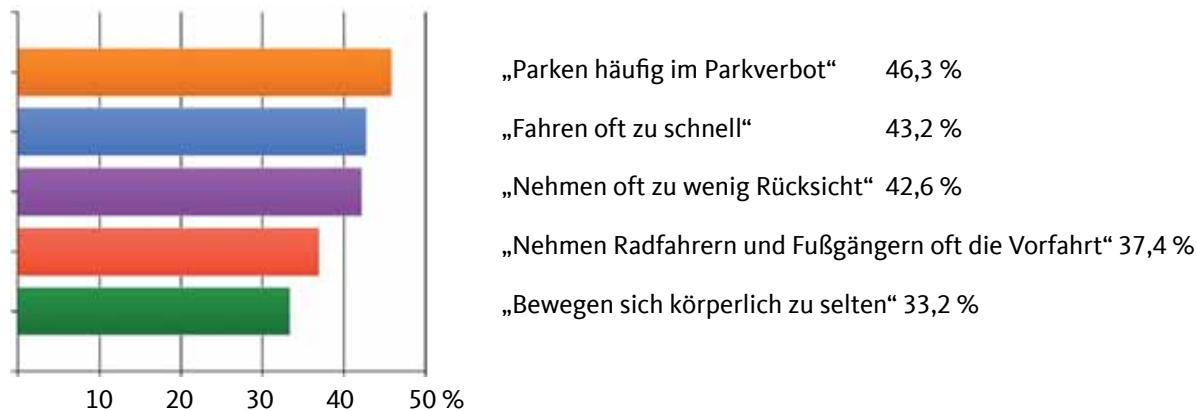 „Parken häufig im Parkverbot“ 46,3 %
„Fahren oft zu schnell“ 43,2 %
„Nehmen oft zu wenig Rücksicht“ 42,6 %
„Nehmen Radfahrern und Fußgängern oft die Vorfahrt“ 37,4 %
„Bewegen sich körperlich zu selten“ 33,2 %
10 20 30 40 50 %